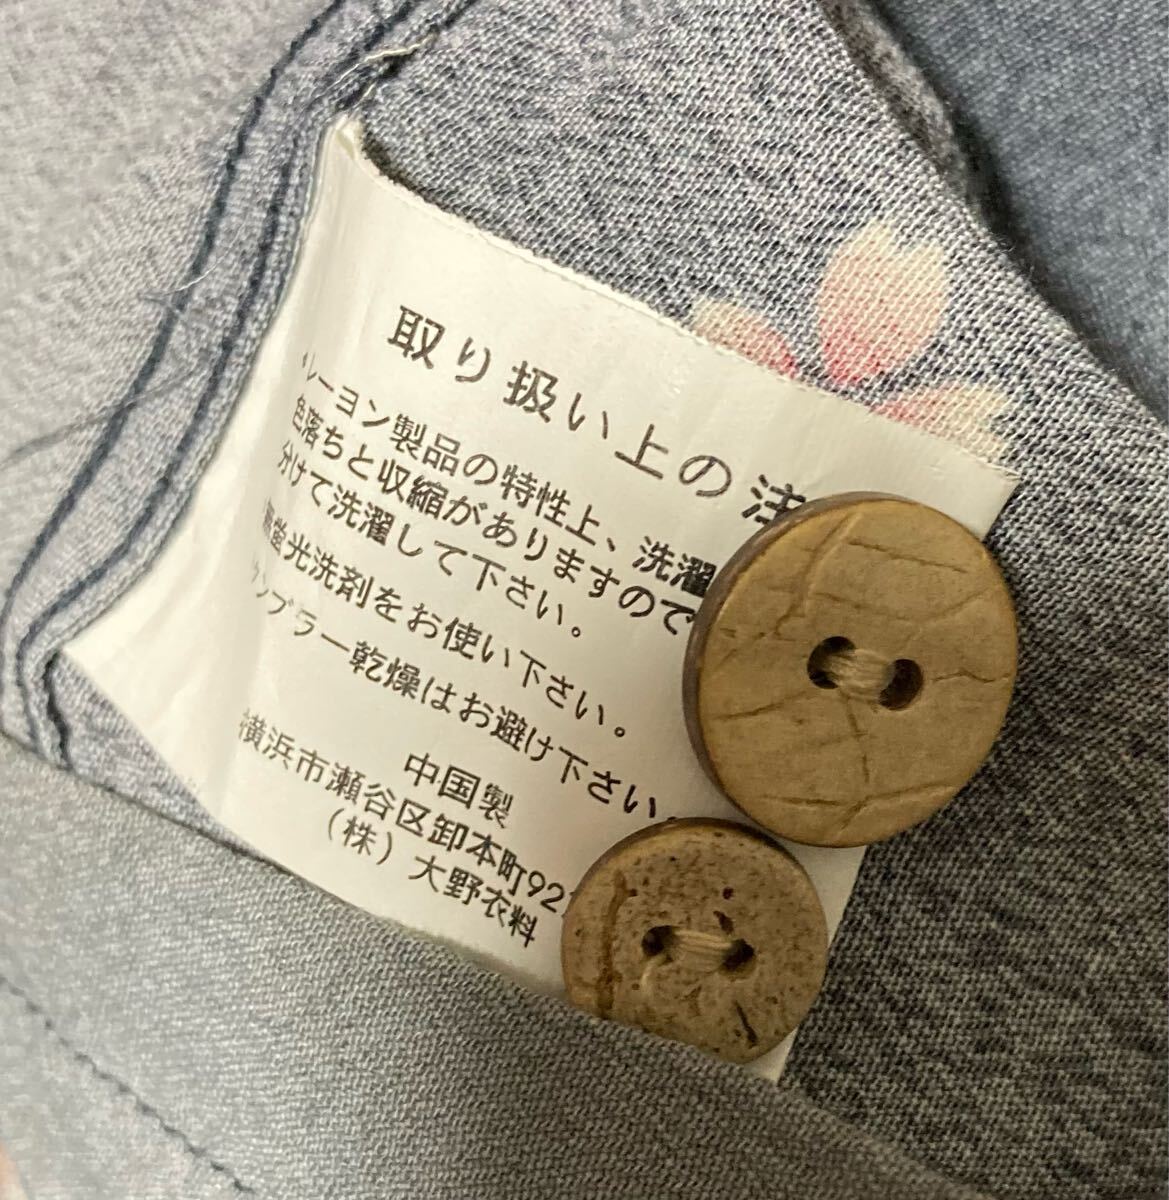 取り扱い上の注
レーヨン製品の特性上、洗濯
色落ちと収縮がありますので
分けて洗濯して下さい。
無蛍光洗剤をお使い下さい。
ンブラー乾燥はお避け下さい。
中国製
横浜市瀬谷区卸本町92
(株)大野衣料